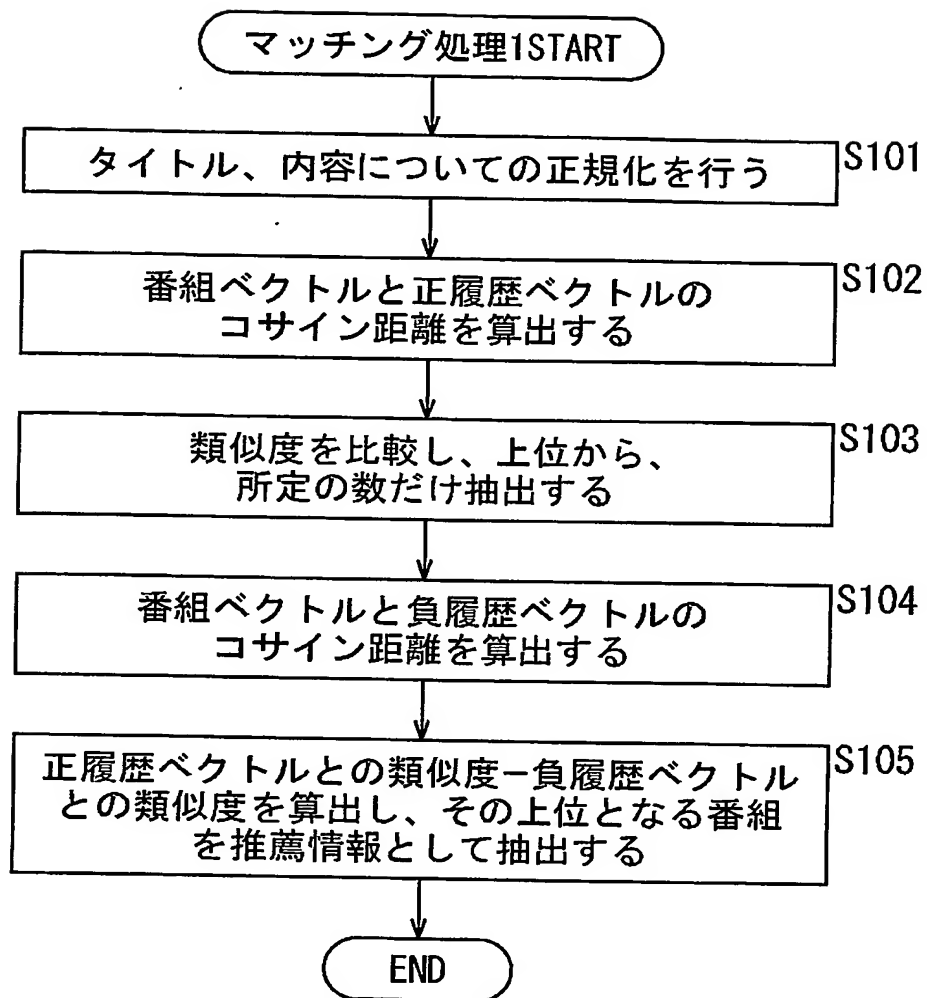 マッチング処理1START
タイトル、内容についての正規化を行う
S101
番組ベクトルと正履歴ベクトルの
コサイン距離を算出する
S102
類似度を比較し、上位から、
所定の数だけ抽出する
S103
番組ベクトルと負履歴ベクトルの
コサイン距離を算出する
S104
正履歴ベクトルとの類似度−負履歴ベクトル
との類似度を算出し、その上位となる番組
を推薦情報として抽出する
S105
END